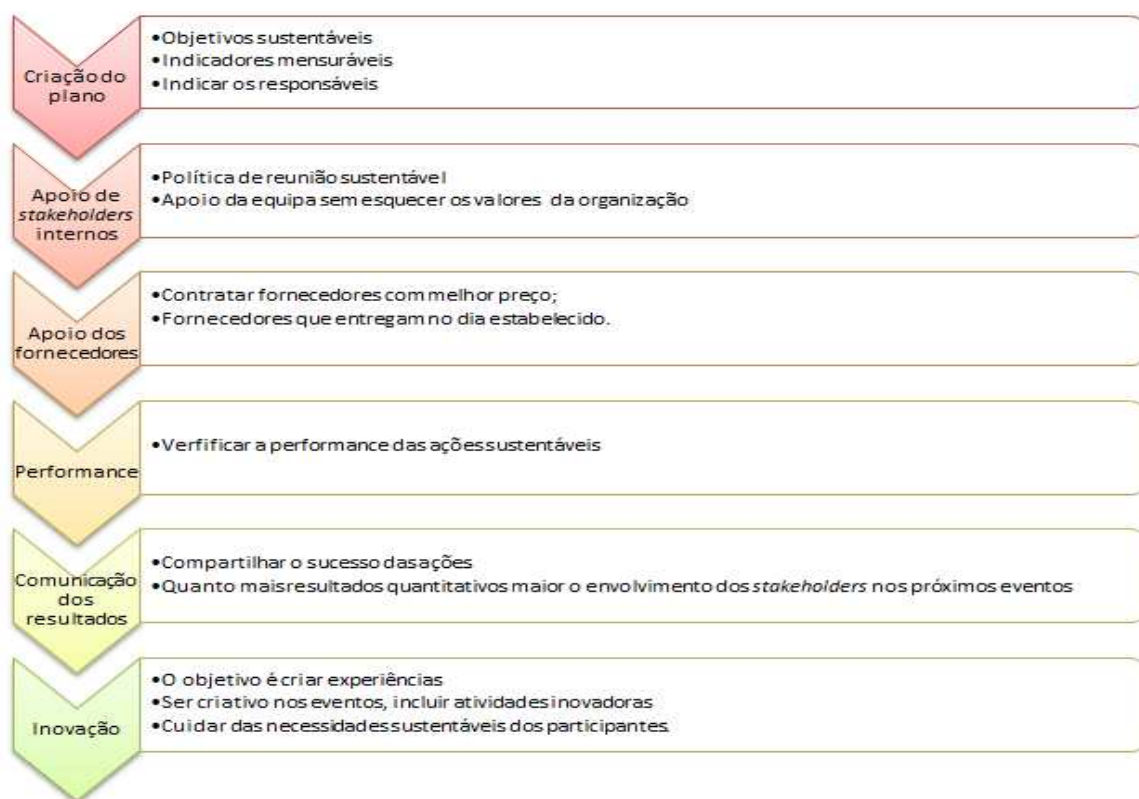 Criação do
plano
•Objetivos sustentáveis
•Indicadores mensuráveis
•Indicar os responsáveis
Apoio de
stakeholders
internos
•Política de reunião sustentável
•Apoio da equipa sem esquecer os valores da organização
Apoio dos
fornecedores
•Contratar fornecedores com melhor preço;
•Fornecedores que entregam no dia estabelecido.
Performance
•Verfificar a performance das ações sustentáveis
Comunicação
dos
resultados
•Compartilhar o sucesso das ações
•Quanto mais resultados quantitativos maior o envolvimento dos stakeholders nos próximos eventos
Inovação
•O objetivo é criar experiências
•Ser criativo nos eventos, incluir atividades inovadoras
•Cuidar das necessidades sustentáveis dos participantes.